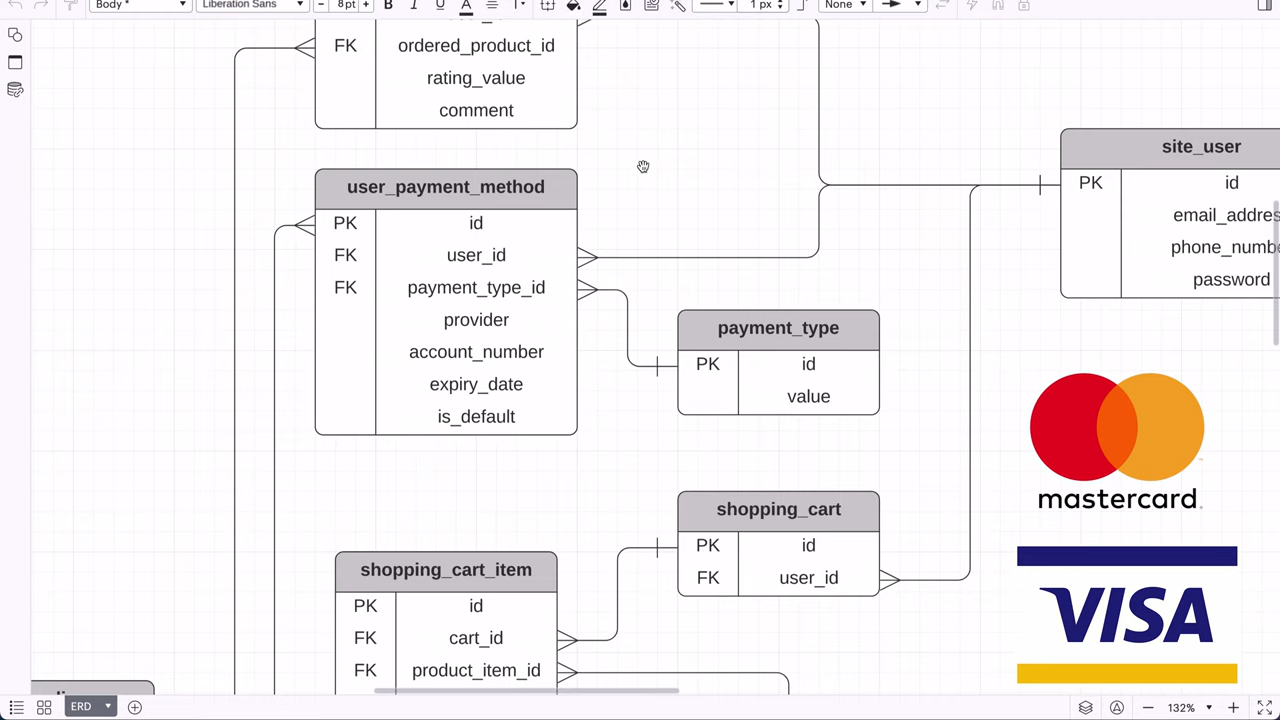 Body *
Liberation Sans
8 pt
B
I
U
A
T
1 px
None
FK
ordered_product_id
rating_value
comment
user_payment_method
PK
id
FK
user_id
FK
payment_type_id
provider
account_number
expiry_date
is_default
site_user
PK
id
email_addres
phone_numbe
password
payment_type
PK
id
value
mastercard.
shopping_cart
PK
id
FK
user_id
VISA
shopping_cart_item
PK
id
FK
cart_id
FK
product_item_id
ERD
132%